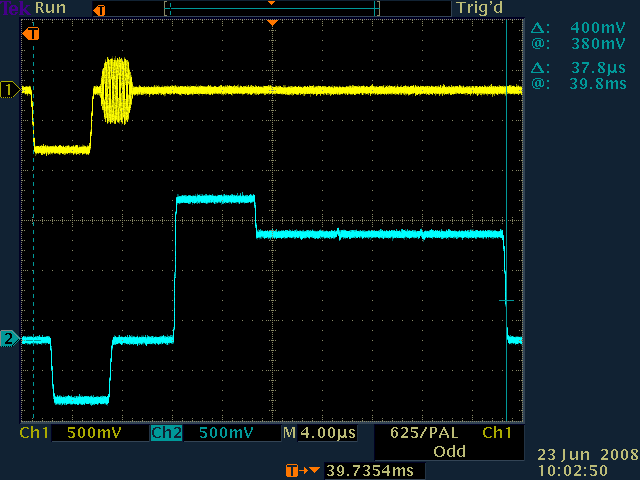 Tek Run T Trig'd
Δ: 400mV
@: 380mV
Δ: 37.8µs
@: 39.8ms
T
1
2
Ch1 500mV Ch2 500mV M 4.00µs 625/PAL Ch1
Odd
T→▼ 39.7354ms
23 Jun 2008
10:02:50